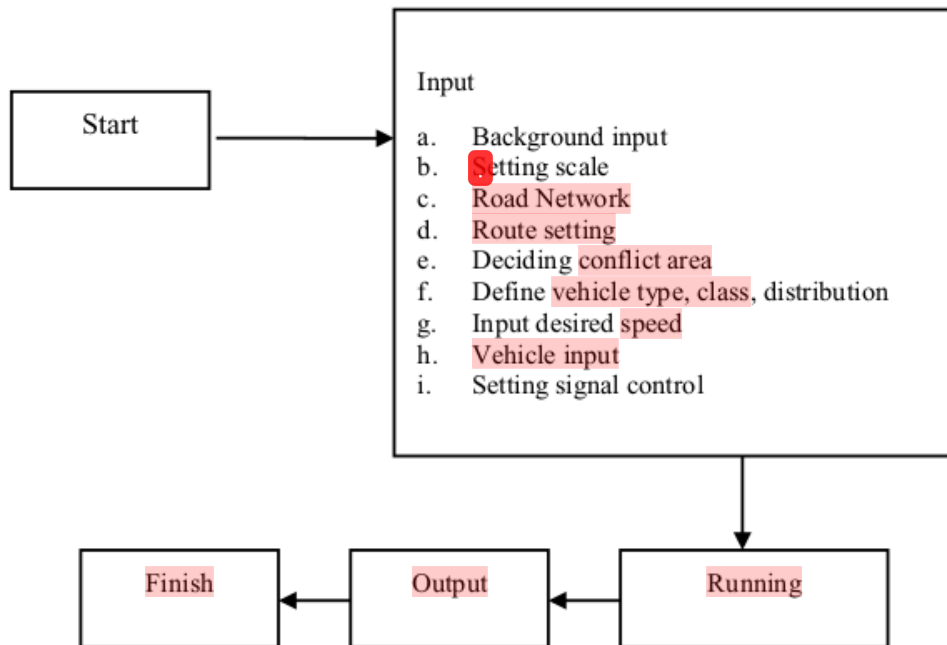 Start
Input
a. Background input
b. Setting scale
c. Road Network
d. Route setting
e. Deciding conflict area
f. Define vehicle type, class, distribution
g. Input desired speed
h. Vehicle input
i. Setting signal control
Finish
Output
Running